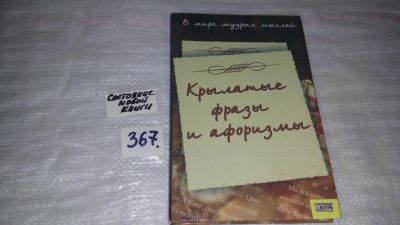 В мире мудрых мыслей
Крылатые
фразы
и афоризмы
Состояние
новой
книги
367.